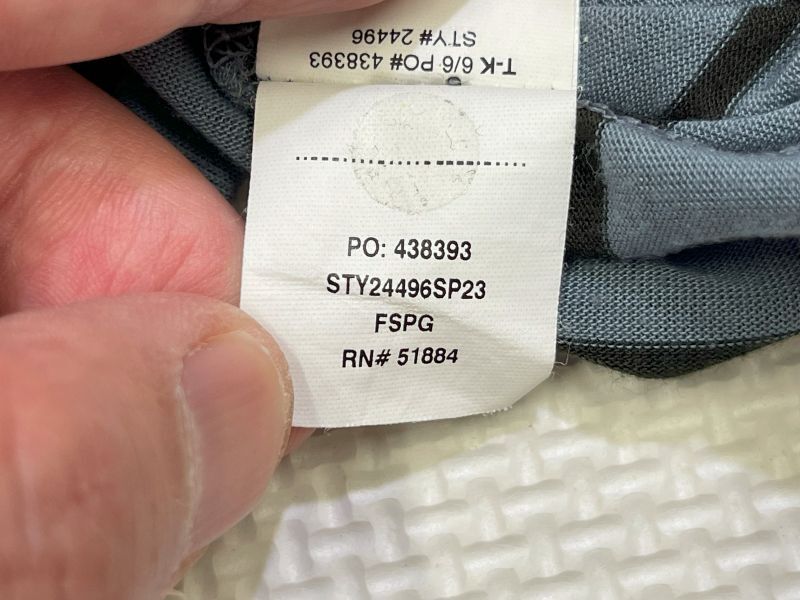 T-K 6/6 PO# 438393
STY# 24496
PO: 438393
STY24496SP23
FSPG
RN# 51884